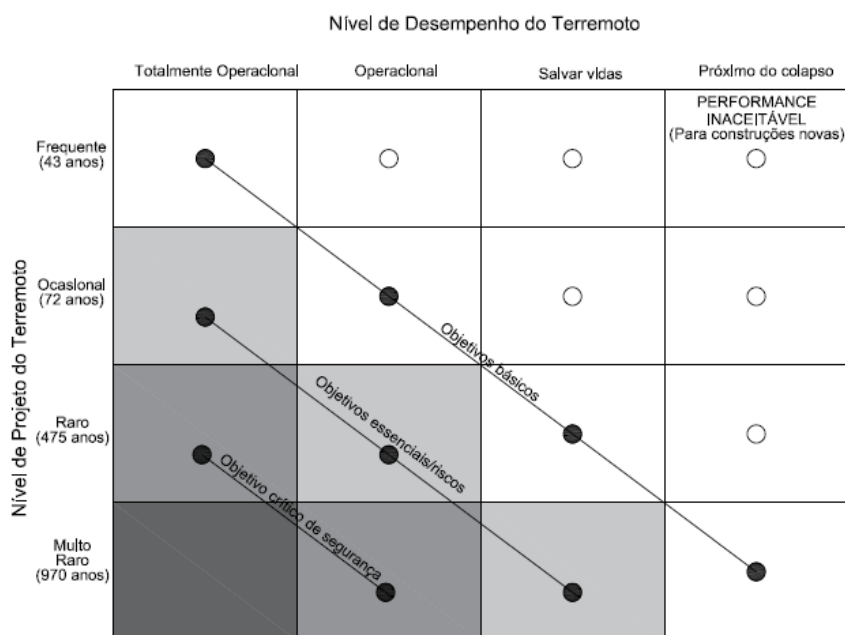 Nível de Desempenho do Terremoto
Totalmente Operacional
Operacional
Salvar vidas
Próximo do colapso
PERFORMANCE
INACEITÁVEL
(Para construções novas)
Nível de Projeto do Terremoto
Frequente
(43 anos)
Ocasional
(72 anos)
Raro
(475 anos)
Muito
Raro
(970 anos)
Objetivos básicos
Objetivos essenciais/riscos
Objetivo crítico de segurança